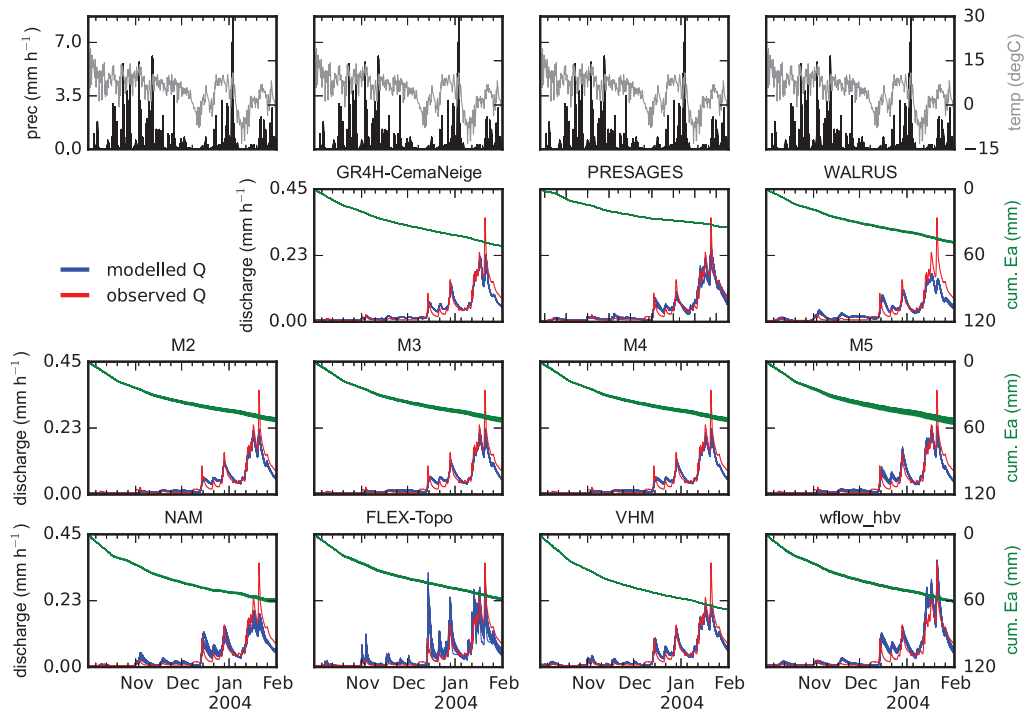 7.0
3.5
0.0
prec (mm h⁻¹)
30
15
0
−15
temp (degC)
GR4H-CemaNeige
PRESAGES
WALRUS
modelled Q
observed Q
0.45
0.23
0.00
discharge (mm h⁻¹)
0
60
120
cum. Ea (mm)
M2
M3
M4
M5
0.45
0.23
0.00
discharge (mm h⁻¹)
0
60
120
cum. Ea (mm)
NAM
FLEX-Topo
VHM
wflow_hbv
0.45
0.23
0.00
discharge (mm h⁻¹)
0
60
120
cum. Ea (mm)
Nov Dec Jan Feb
2004
Nov Dec Jan Feb
2004
Nov Dec Jan Feb
2004
Nov Dec Jan Feb
2004